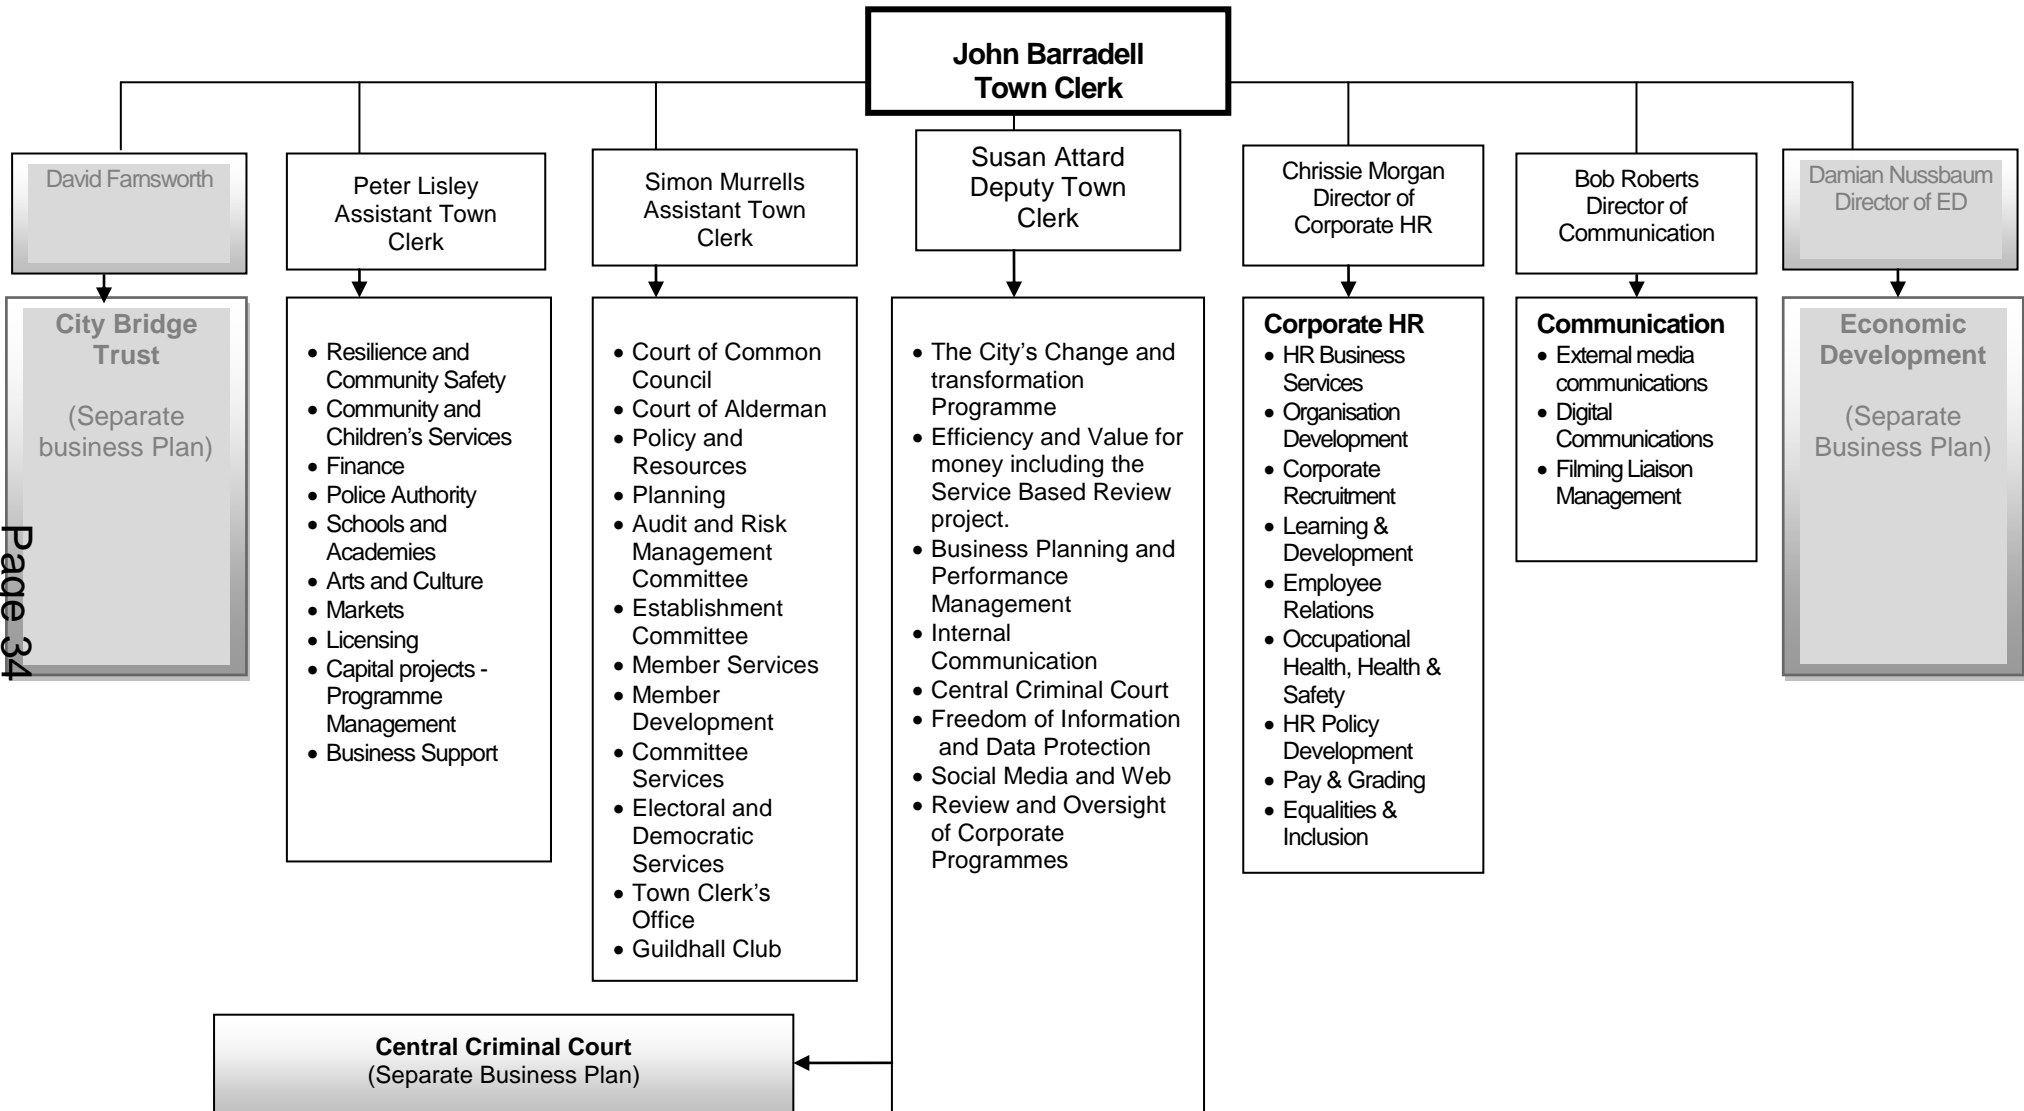 John Barradell
Town Clerk
David Farnsworth
Peter Lisley
Assistant Town
Clerk
Simon Murrells
Assistant Town
Clerk
Susan Attard
Deputy Town
Clerk
Chrissie Morgan
Director of
Corporate HR
Bob Roberts
Director of
Communication
Damian Nussbaum
Director of ED
City Bridge
Trust
(Separate
business Plan)
• Resilience and
Community Safety
• Community and
Children's Services
• Finance
• Police Authority
• Schools and
Academies
• Arts and Culture
• Markets
• Licensing
• Capital projects -
Programme
Management
• Business Support
• Court of Common
Council
• Court of Alderman
• Policy and
Resources
• Planning
• Audit and Risk
Management
Committee
• Establishment
Committee
• Member Services
• Member
Development
• Committee
Services
• Electoral and
Democratic
Services
• Town Clerk's
Office
• Guildhall Club
• The City's Change and
transformation
Programme
• Efficiency and Value for
money including the
Service Based Review
project.
• Business Planning and
Performance
Management
• Internal
Communication
• Central Criminal Court
• Freedom of Information
and Data Protection
• Social Media and Web
• Review and Oversight
of Corporate
Programmes
Corporate HR
• HR Business
Services
• Organisation
Development
• Corporate
Recruitment
• Learning &
Development
• Employee
Relations
• Occupational
Health, Health &
Safety
• HR Policy
Development
• Pay & Grading
• Equalities &
Inclusion
Communication
• External media
communications
• Digital
Communications
• Filming Liaison
Management
Economic
Development
(Separate
Business Plan)
Central Criminal Court
(Separate Business Plan)
Page 34